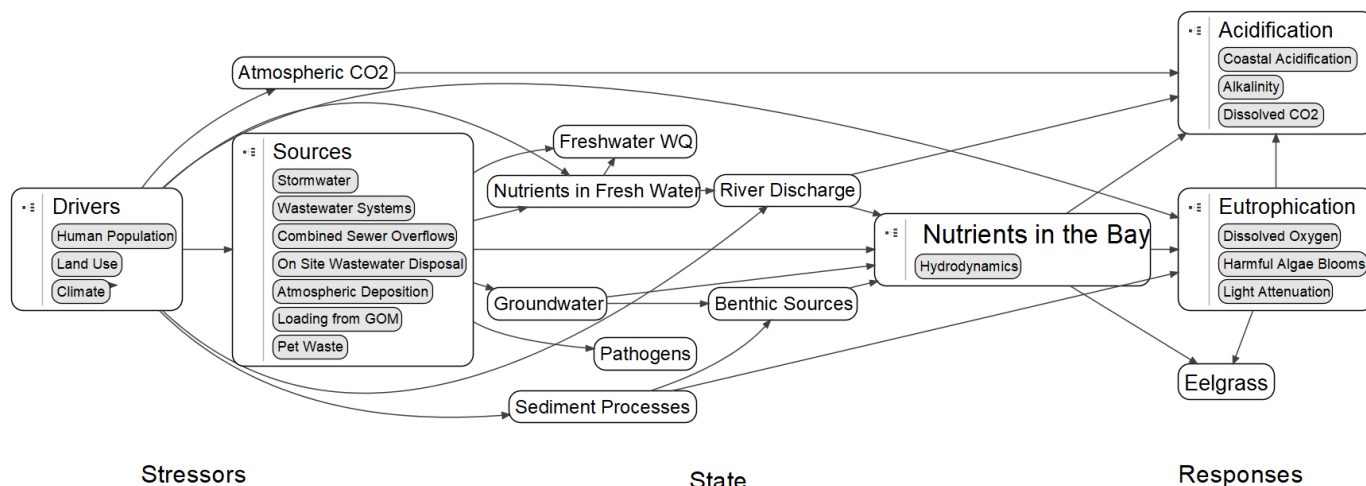 Acidification
Coastal Acidification
Alkalinity
Dissolved CO2
Atmospheric CO2
Freshwater WQ
Sources
Stormwater
Wastewater Systems
Combined Sewer Overflows
On Site Wastewater Disposal
Atmospheric Deposition
Loading from GOM
Pet Waste
Nutrients in Fresh Water
River Discharge
Drivers
Human Population
Land Use
Climate
Nutrients in the Bay
Hydrodynamics
Eutrophication
Dissolved Oxygen
Harmful Algae Blooms
Light Attenuation
Groundwater
Benthic Sources
Pathogens
Sediment Processes
Eelgrass
Stressors
State
Responses